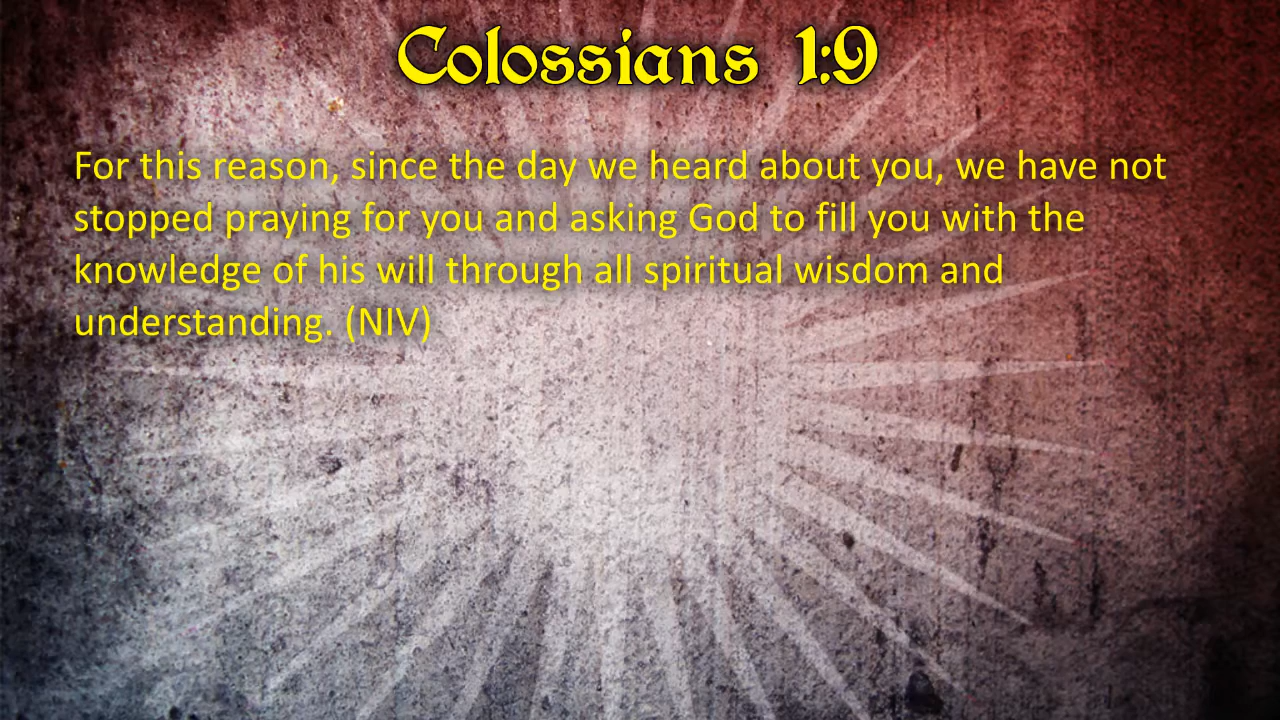 Colossians 1:9
For this reason, since the day we heard about you, we have not
stopped praying for you and asking God to fill you with the
knowledge of his will through all spiritual wisdom and
understanding. (NIV)